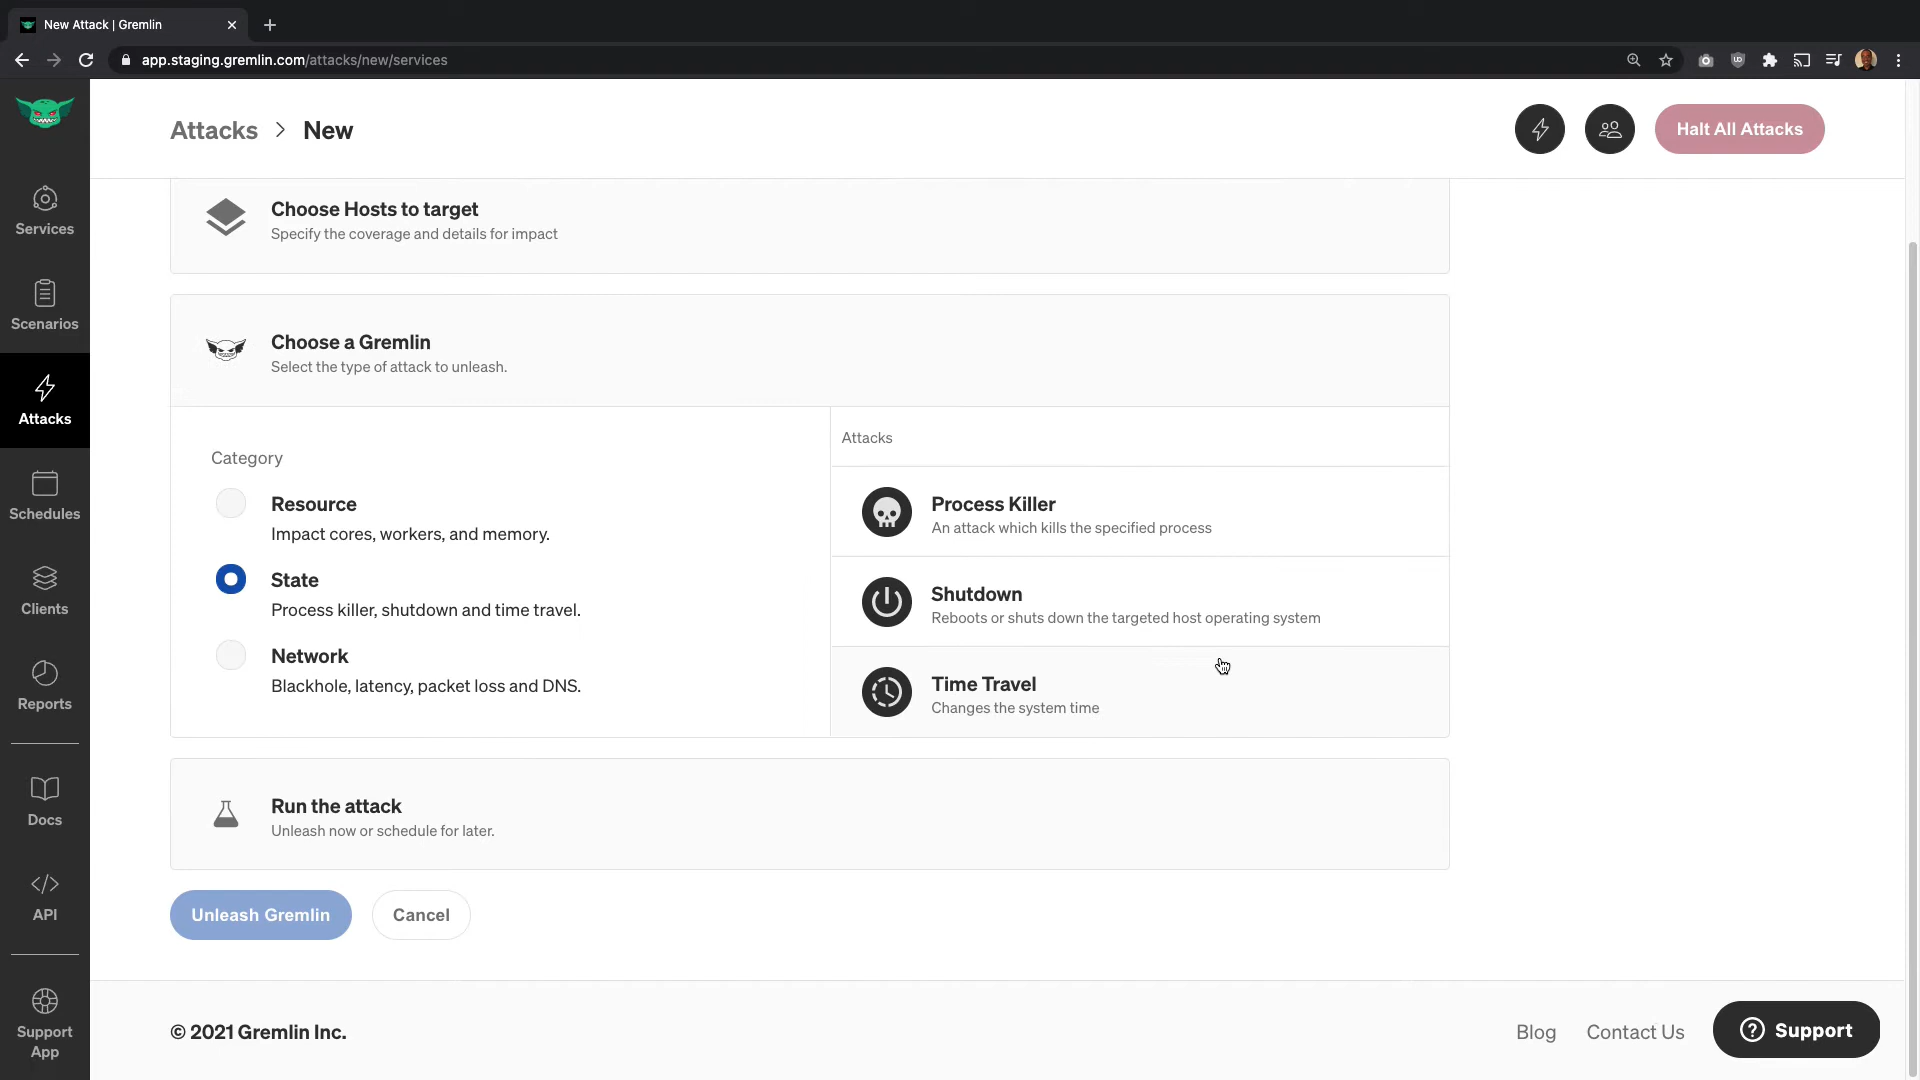 New Attack | Gremlin
app.staging.gremlin.com/attacks/new/services
Attacks > New
Halt All Attacks
Services
Scenarios
Attacks
Schedules
Clients
Reports
Docs
API
Support
App
Choose Hosts to target
Specify the coverage and details for impact
Choose a Gremlin
Select the type of attack to unleash.
Category
Resource
Impact cores, workers, and memory.
State
Process killer, shutdown and time travel.
Network
Blackhole, latency, packet loss and DNS.
Attacks
Process Killer
An attack which kills the specified process
Shutdown
Reboots or shuts down the targeted host operating system
Time Travel
Changes the system time
Run the attack
Unleash now or schedule for later.
Unleash Gremlin
Cancel
© 2021 Gremlin Inc.
Blog
Contact Us
Support